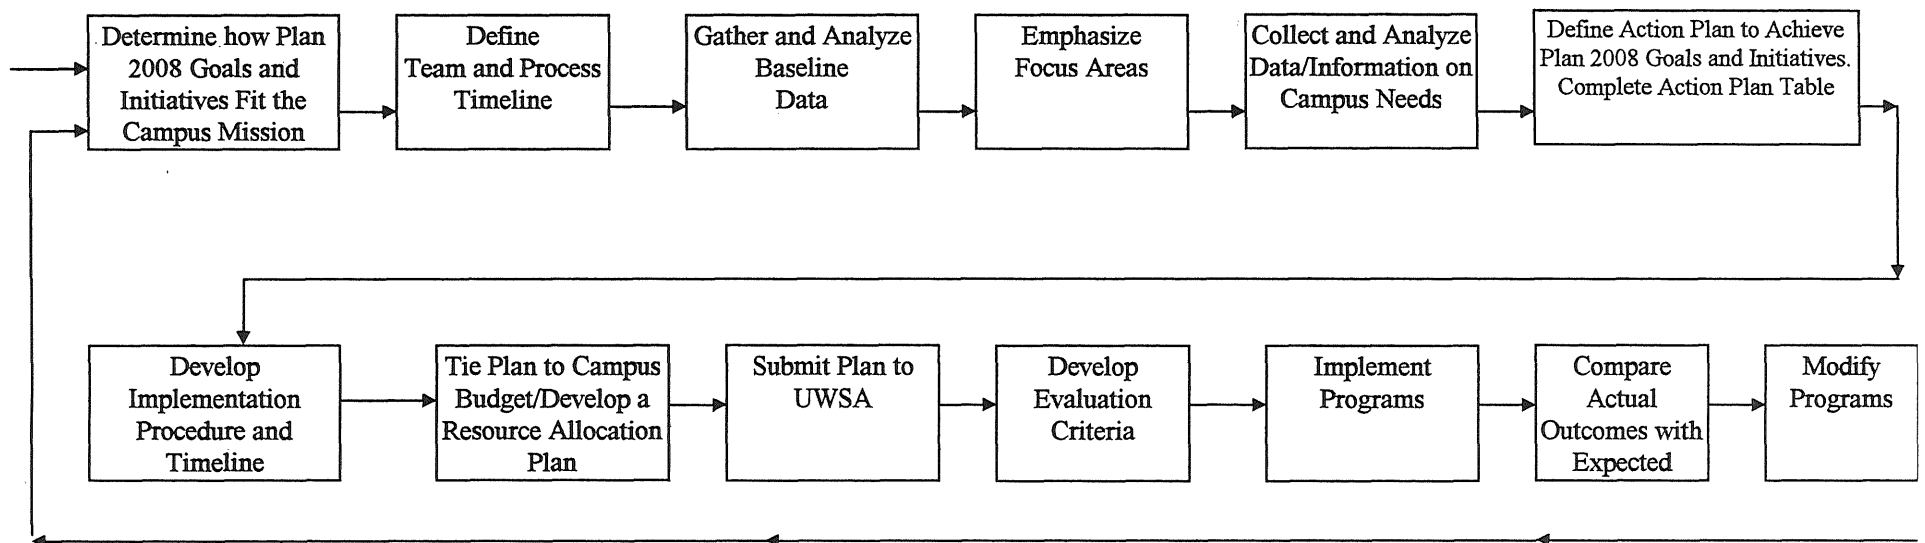 Determine how Plan
2008 Goals and
Initiatives Fit the
Campus Mission
Define
Team and Process
Timeline
Gather and Analyze
Baseline
Data
Emphasize
Focus Areas
Collect and Analyze
Data/Information on
Campus Needs
Define Action Plan to Achieve
Plan 2008 Goals and Initiatives.
Complete Action Plan Table
Develop
Implementation
Procedure and
Timeline
Tie Plan to Campus
Budget/Develop a
Resource Allocation
Plan
Submit Plan to
UWSA
Develop
Evaluation
Criteria
Implement
Programs
Compare
Actual
Outcomes with
Expected
Modify
Programs